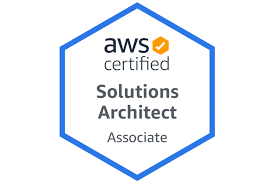 aws
certified
Solutions
Architect
Associate